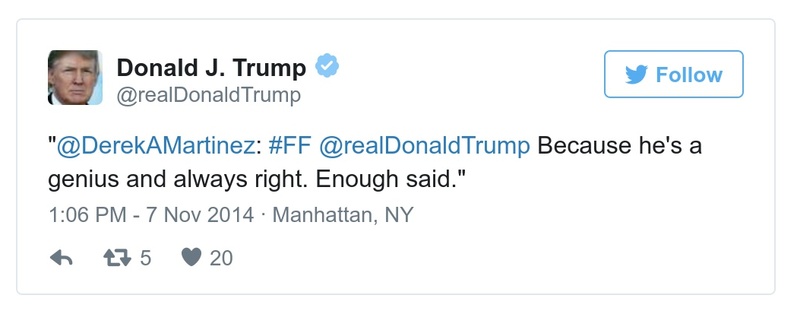 Donald J. Trump
@realDonaldTrump
Follow
"@DerekAMartinez: #FF @realDonaldTrump Because he's a
genius and always right. Enough said."
1:06 PM - 7 Nov 2014 · Manhattan, NY
5 20